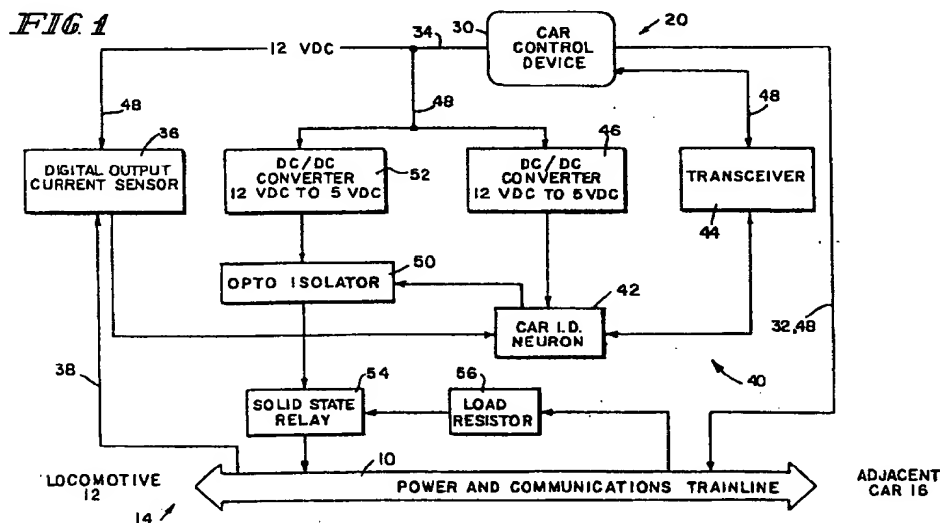 FIG. 1
12 VDC
34
30
CAR
CONTROL
DEVICE
20
48
36
DIGITAL OUTPUT
CURRENT SENSOR
48
DC/DC
CONVERTER
12 VDC TO 5 VDC
52
46
DC/DC
CONVERTER
12 VDC TO 5 VDC
48
TRANSCEIVER
44
50
OPTO ISOLATOR
42
CAR I.D.
NEURON
32,48
40
38
54
SOLID STATE
RELAY
56
LOAD
RESISTOR
LOCOMOTIVE
12
14
10
POWER AND COMMUNICATIONS TRAINLINE
ADJACENT
CAR 16